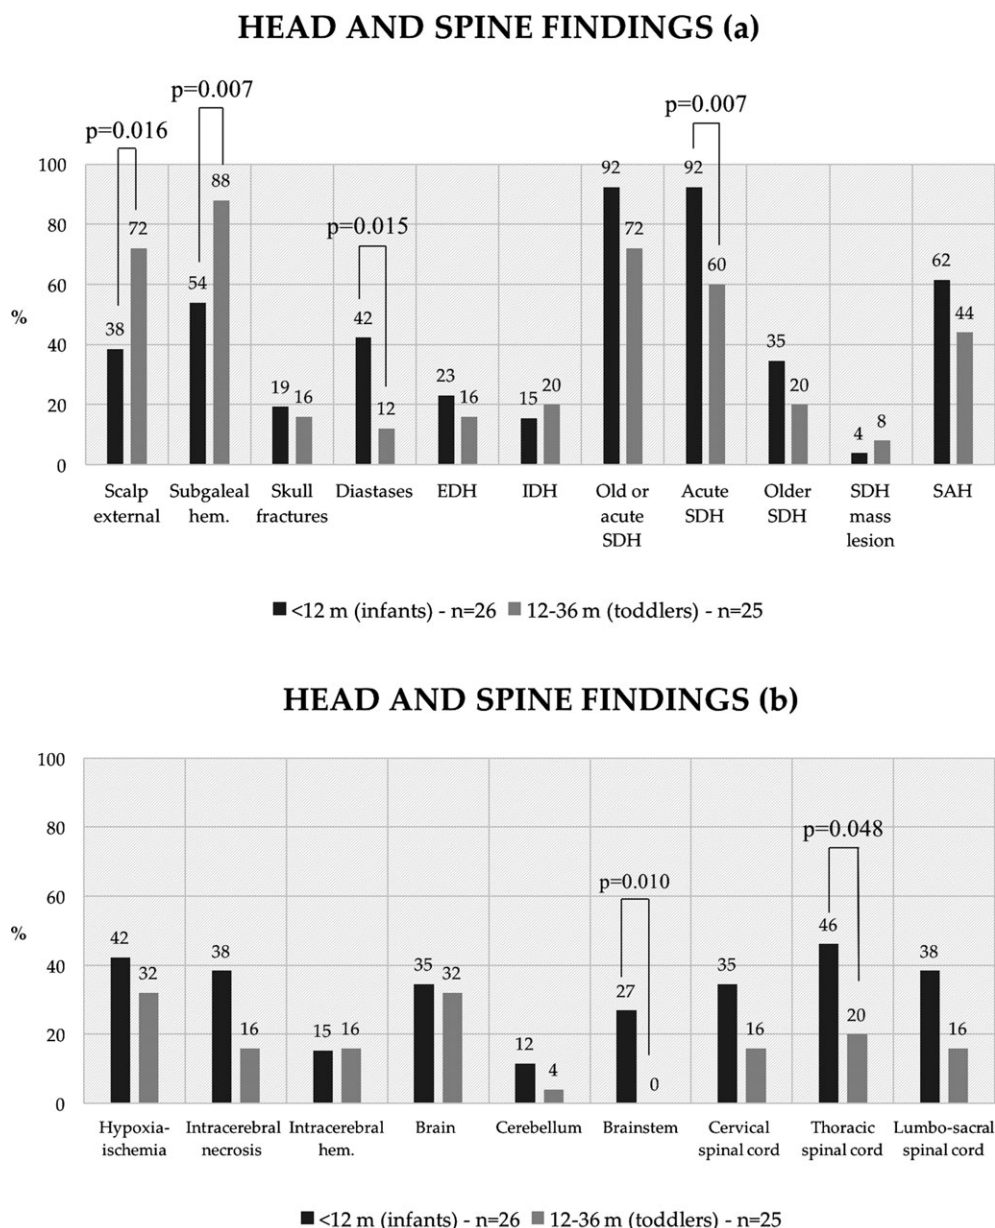 HEAD AND SPINE FINDINGS (a)
p=0.007
p=0.007
p=0.016
p=0.015
100
80
60
40
20
0
%
38
72
54
88
19
16
42
12
23
16
15
20
92
72
92
60
35
20
4
8
62
44
Scalp external
Subgaleal hem.
Skull fractures
Diastases
EDH
IDH
Old or acute SDH
Acute SDH
Older SDH
SDH mass lesion
SAH
<12 m (infants) - n=26 12-36 m (toddlers) - n=25
HEAD AND SPINE FINDINGS (b)
100
80
60
40
20
0
%
p=0.048
p=0.010
42
32
38
16
15
16
35
32
12
4
27
0
35
16
46
20
38
16
Hypoxia-ischemia
Intracerebral necrosis
Intracerebral hem.
Brain
Cerebellum
Brainstem
Cervical spinal cord
Thoracic spinal cord
Lumbo-sacral spinal cord
<12 m (infants) - n=26 12-36 m (toddlers) - n=25